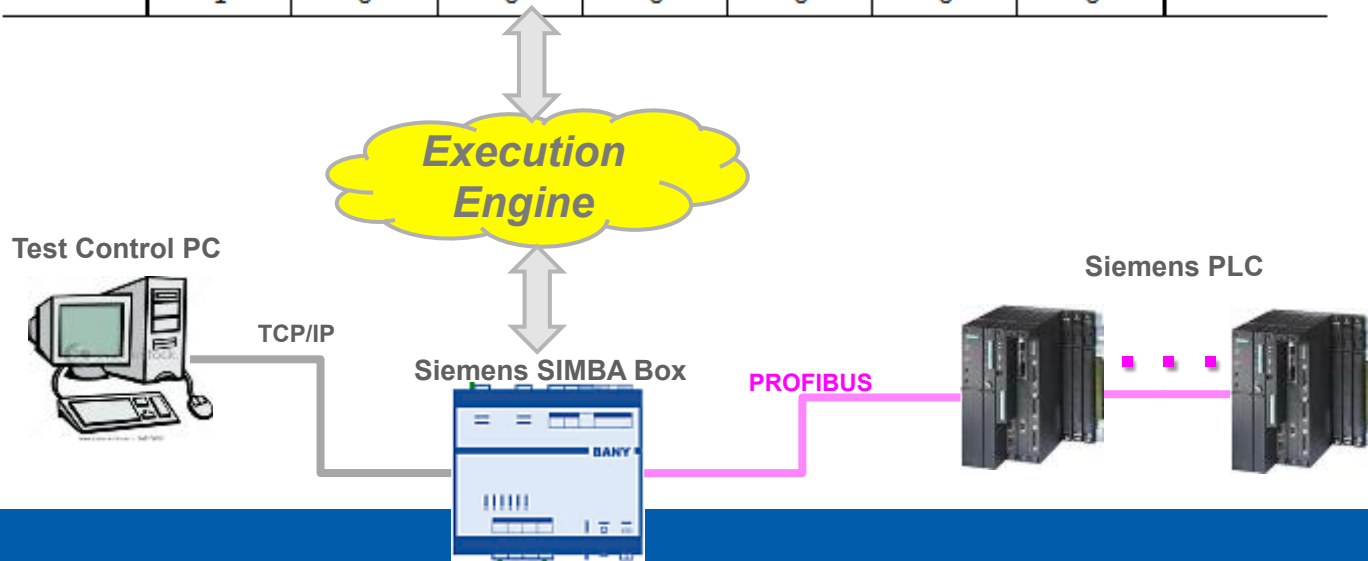 Execution
Engine
Test Control PC
Siemens PLC
TCP/IP
Siemens SIMBA Box
PROFIBUS
BANY